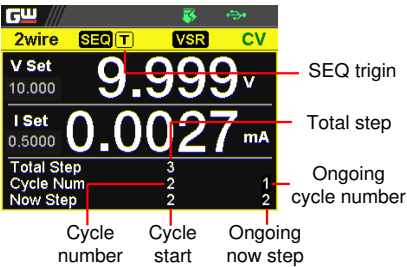 GW
2wire SEQ T VSR CV
V Set 9.999 V
10.000
I Set 0.0027 mA
0.5000
Total Step 3
Cycle Num 2 1
Now Step 2 2
SEQ trigin
Total step
Ongoing
cycle number
Cycle
number
Cycle
start
Ongoing
now step